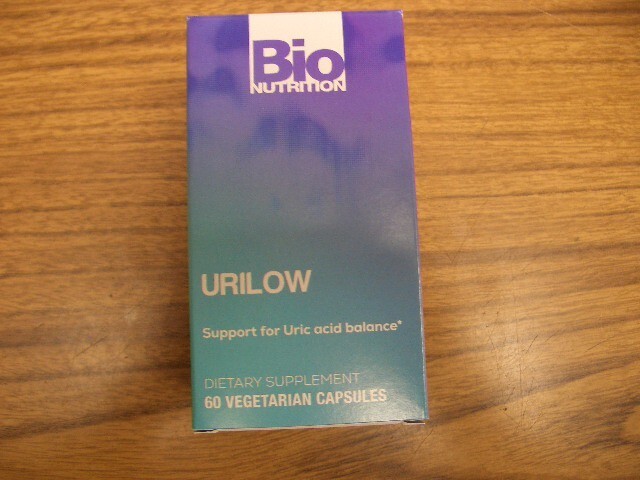 Bio
NUTRITION
URILOW
Support for Uric acid balance*
DIETARY SUPPLEMENT
60 VEGETARIAN CAPSULES